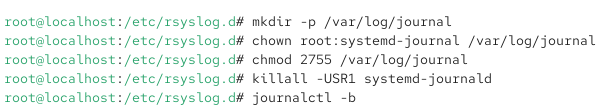 root@localhost:/etc/rsyslog.d# mkdir -p /var/log/journal
root@localhost:/etc/rsyslog.d# chown root:systemd-journal /var/log/journal
root@localhost:/etc/rsyslog.d# chmod 2755 /var/log/journal
root@localhost:/etc/rsyslog.d# killall -USR1 systemd-journald
root@localhost:/etc/rsyslog.d# journalctl -b